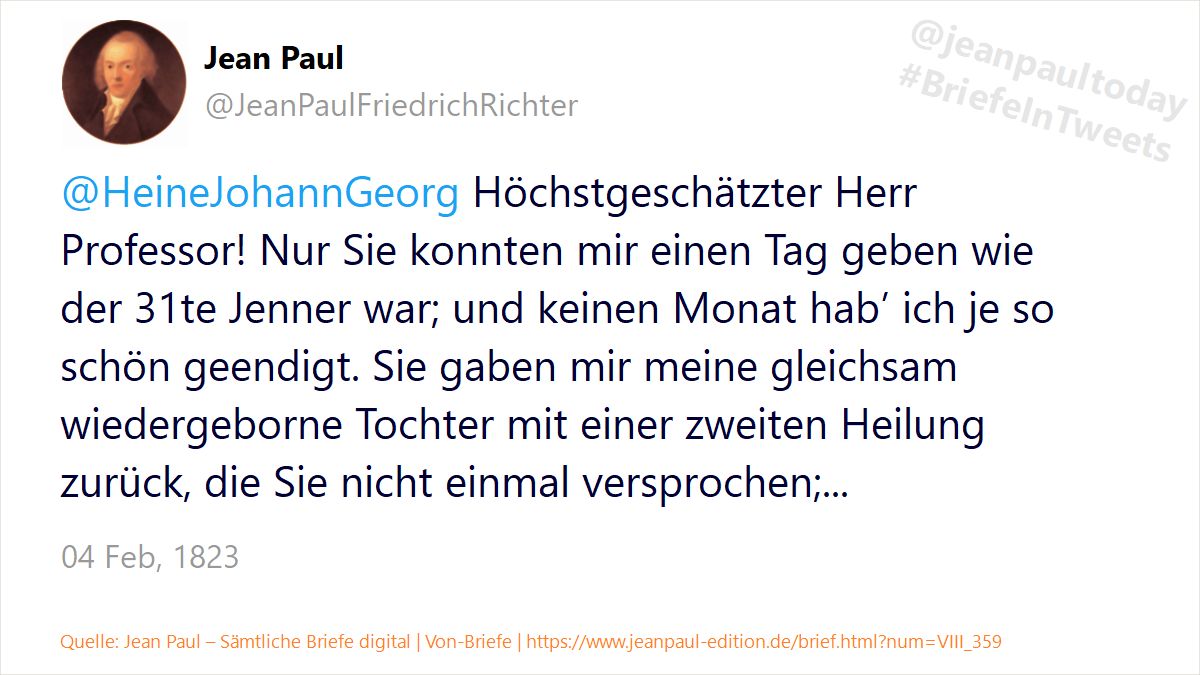 Jean Paul
@JeanPaulFriedrichRichter
@jeanpaultoday
#BriefeInTweets
@HeineJohannGeorg Höchstgeschätzter Herr
Professor! Nur Sie konnten mir einen Tag geben wie
der 31te Jenner war; und keinen Monat hab’ ich je so
schön geendigt. Sie gaben mir meine gleichsam
wiedergeborne Tochter mit einer zweiten Heilung
zurück, die Sie nicht einmal versprochen;...
04 Feb, 1823
Quelle: Jean Paul – Sämtliche Briefe digital | Von-Briefe | https://www.jeanpaul-edition.de/brief.html?num=VIII_359